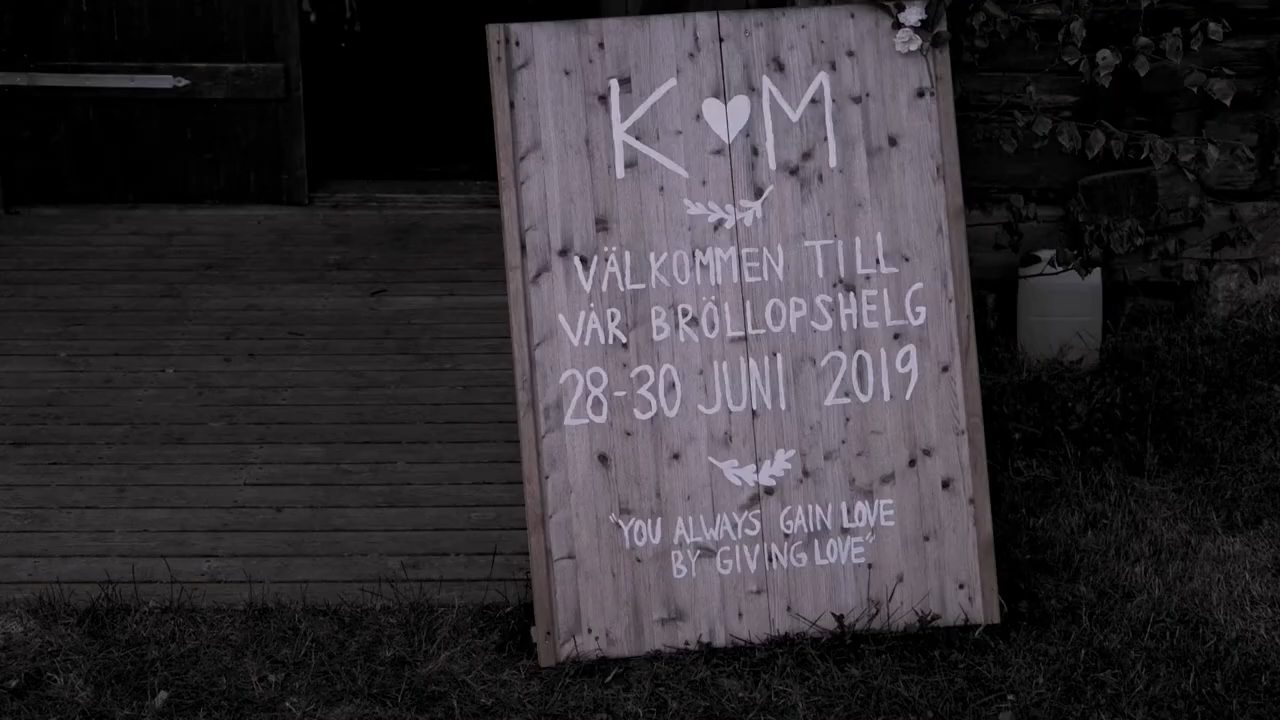 K ♥ M
VÄLKOMMEN TILL
VÅR BRÖLLOPSHELG
28-30 JUNI 2019
"YOU ALWAYS GAIN LOVE
BY GIVING LOVE"